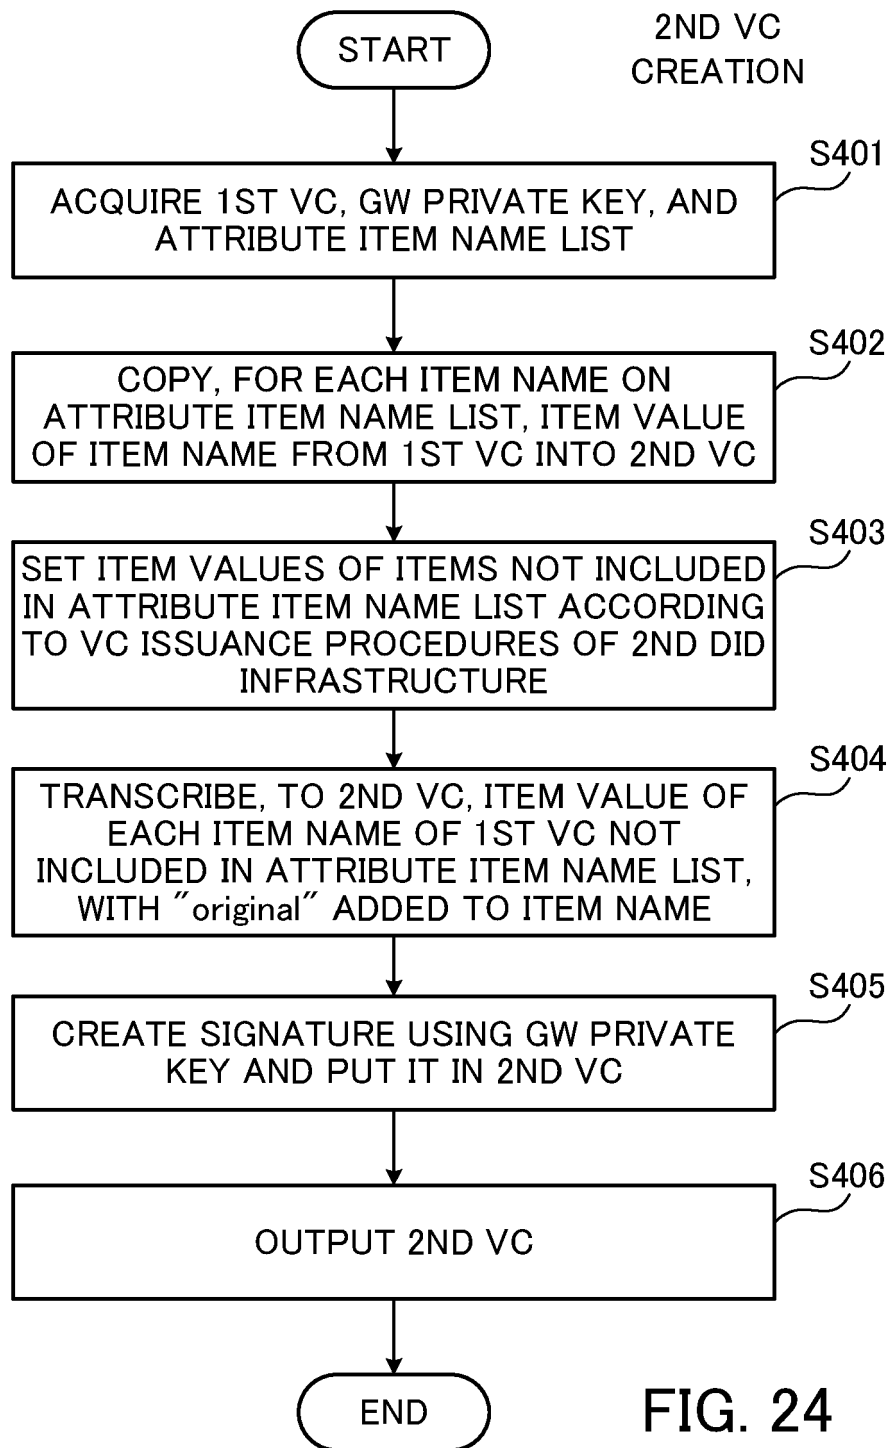 2ND VC
CREATION
START
S401
ACQUIRE 1ST VC, GW PRIVATE KEY, AND
ATTRIBUTE ITEM NAME LIST
S402
COPY, FOR EACH ITEM NAME ON
ATTRIBUTE ITEM NAME LIST, ITEM VALUE
OF ITEM NAME FROM 1ST VC INTO 2ND VC
S403
SET ITEM VALUES OF ITEMS NOT INCLUDED
IN ATTRIBUTE ITEM NAME LIST ACCORDING
TO VC ISSUANCE PROCEDURES OF 2ND DID
INFRASTRUCTURE
S404
TRANSCRIBE, TO 2ND VC, ITEM VALUE OF
EACH ITEM NAME OF 1ST VC NOT
INCLUDED IN ATTRIBUTE ITEM NAME LIST,
WITH "original" ADDED TO ITEM NAME
S405
CREATE SIGNATURE USING GW PRIVATE
KEY AND PUT IT IN 2ND VC
S406
OUTPUT 2ND VC
END
FIG. 24